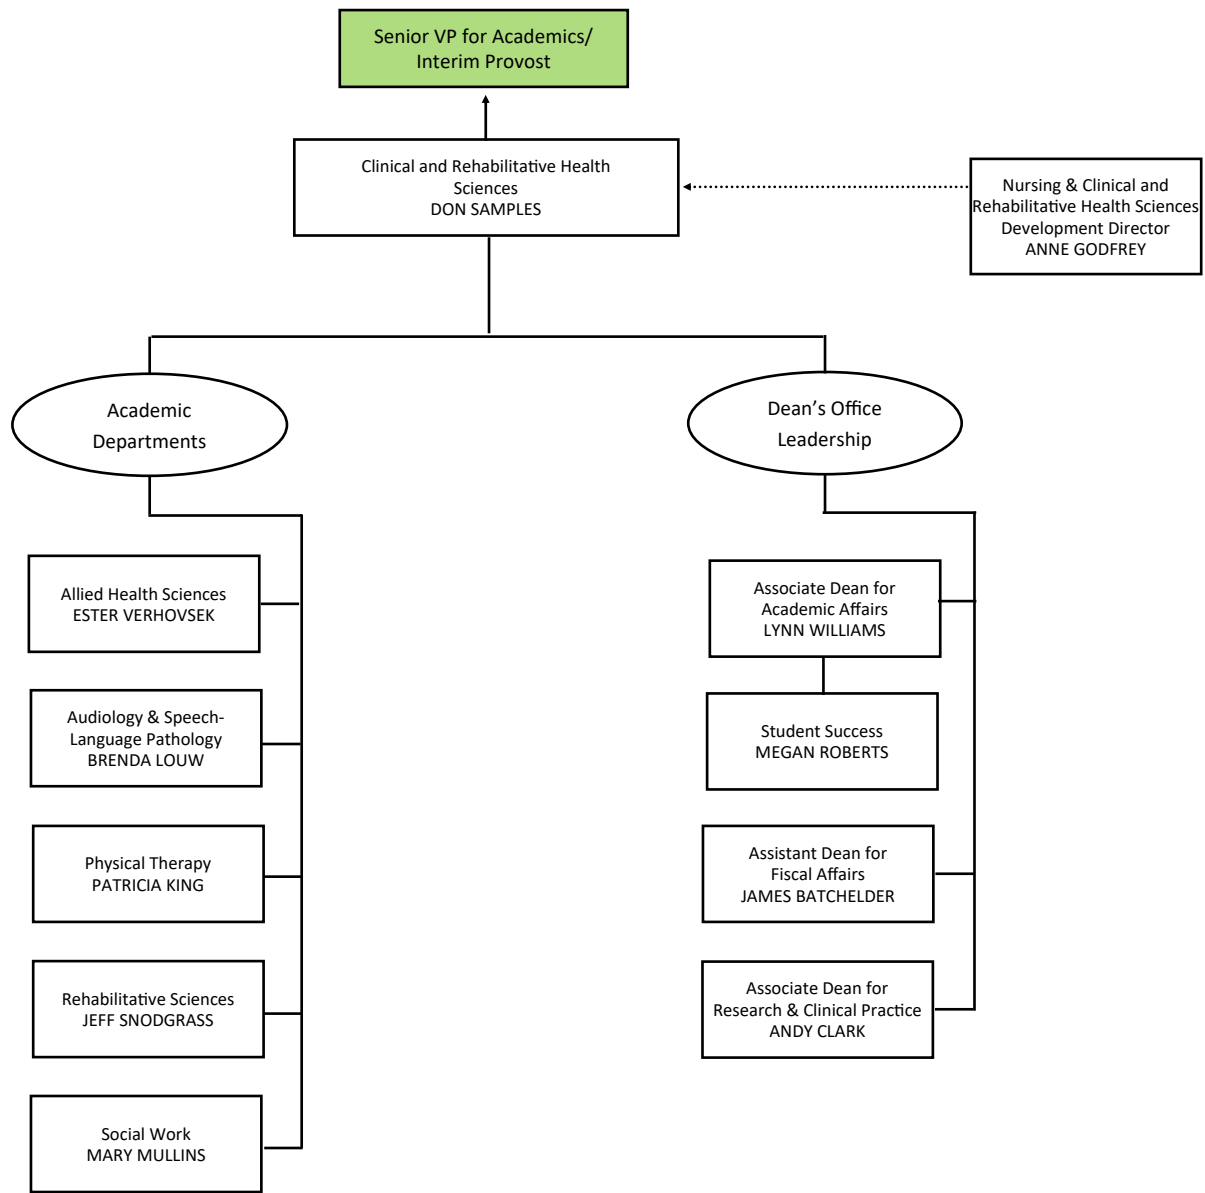 Senior VP for Academics/
Interim Provost
Clinical and Rehabilitative Health
Sciences
DON SAMPLES
Nursing & Clinical and
Rehabilitative Health Sciences
Development Director
ANNE GODFREY
Academic
Departments
Dean’s Office
Leadership
Allied Health Sciences
ESTER VERHOVSEK
Audiology & Speech-
Language Pathology
BRENDA LOUW
Physical Therapy
PATRICIA KING
Rehabilitative Sciences
JEFF SNODGRASS
Social Work
MARY MULLINS
Associate Dean for
Academic Affairs
LYNN WILLIAMS
Student Success
MEGAN ROBERTS
Assistant Dean for
Fiscal Affairs
JAMES BATCHELDER
Associate Dean for
Research & Clinical Practice
ANDY CLARK